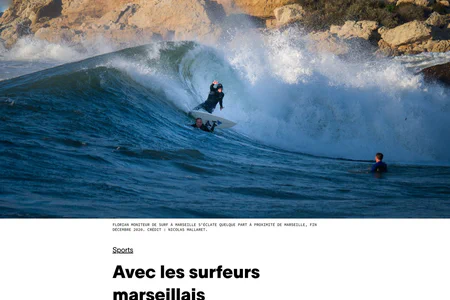 FLORIAN MONITEUR DE SURF A MARSEILLE S'ÉCLATE QUELQUE PART A PROXIMITÉ DE MARSEILLE, FIN
DÉCEMBRE 2020. CRÉDIT : NICOLAS MALLARET.
Sports
Avec les surfeurs
marseillais